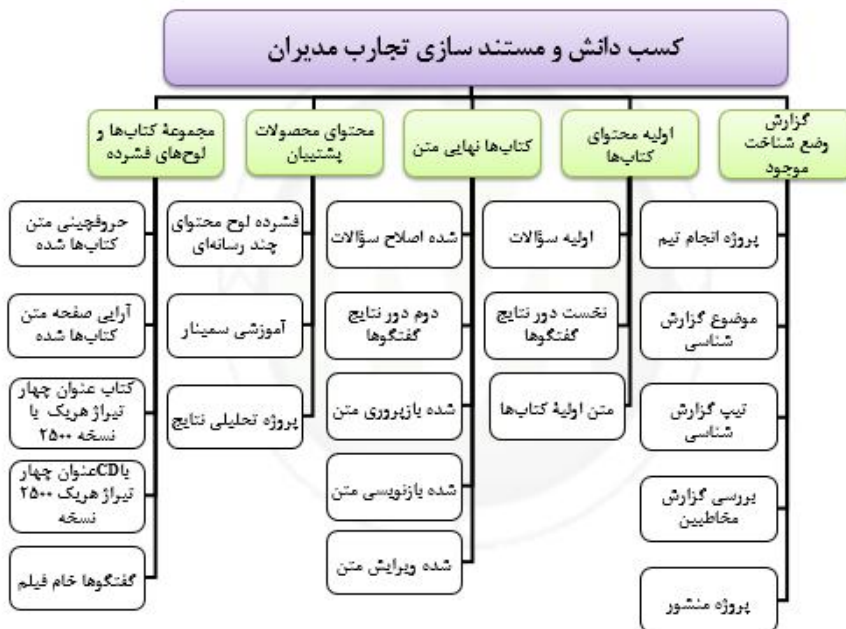 کسب دانش و مستند سازی تجارب مدیران
گزارش
وضع شناخت
موجود
پروژه انجام تیم
موضوع گزارش
شناسی
تیپ گزارش
شناسی
بررسی گزارش
مخاطبین
پروژه منشور
اولیه محتوای
کتاب‌ها
اولیه سؤالات
نخست دور نتایج
گفتگوها
متن اولیهٔ کتاب‌ها
کتاب‌ها نهایی متن
شده اصلاح سؤالات
دوم دور نتایج
گفتگوها
شده بازپروری متن
شده بازنویسی متن
شده ویرایش متن
محتوای محصولات
پشتیبان
فشرده لوح محتوای
چند رسانه‌ای
آموزشی سمینار
پروژه تحلیلی نتایج
مجموعهٔ کتاب‌ها و
لوح‌های فشرده
حروفچینی متن
کتاب‌ها شده
آرایی صفحه متن
کتاب‌ها شده
کتاب عنوان چهار
تیراژ هریک یا
نسخه ۲۵۰۰
یاCDعنوان چهار
تیراژ هریک ۲۵۰۰
نسخه
گفتگوها خام فیلم